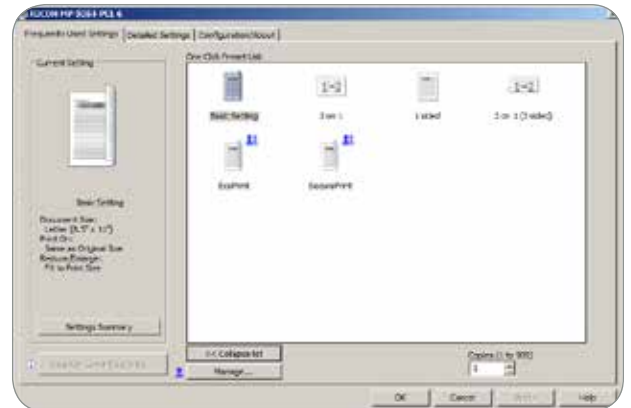 RICOH MP 5054 PCL 6
Frequently Used Settings Detailed Settings Configuration/About
Current Setting
One Click Preset List:
Basic Setting
2 on 1
1 sided
2 on 1 (2 sided)
EcoPrint
SecurePrint
Basic Setting
Document Size:
Letter (8.5" x 11")
Print On:
Same as Original Size
Reduce/Enlarge:
Fit to Print Size
Settings Summary
<< Collapse list
Manage...
Copies (1 to 999)
1
OK Cancel Help